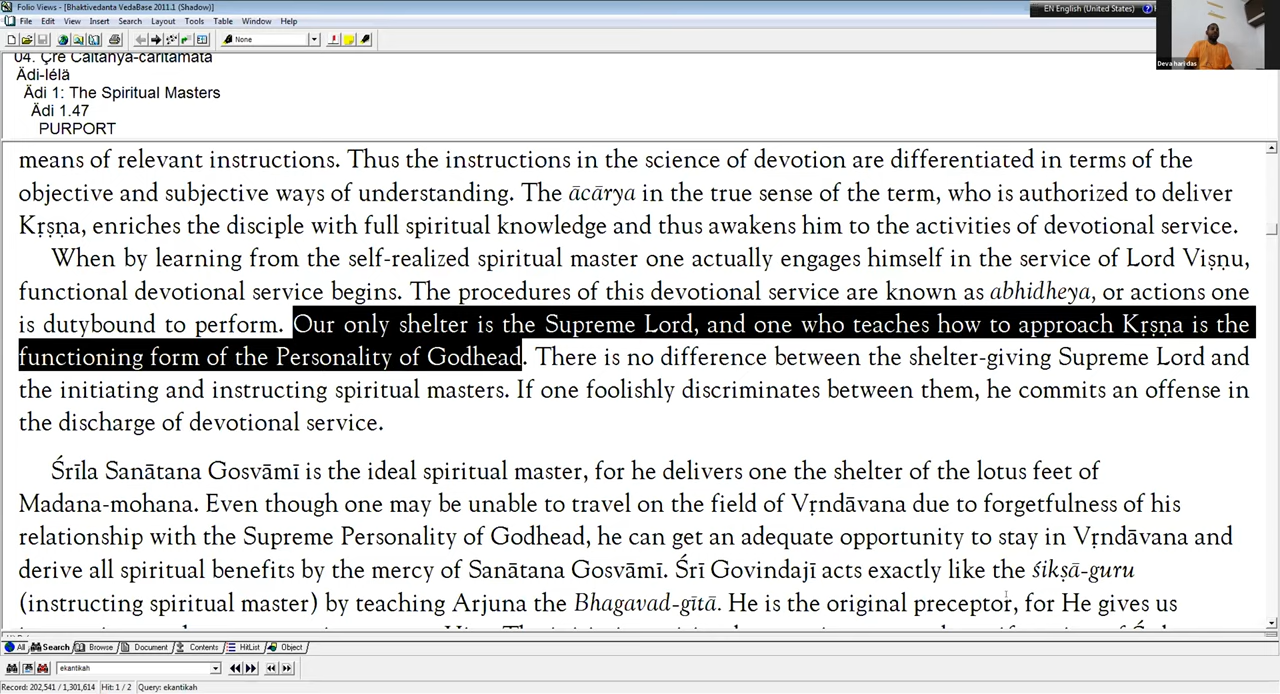 Folio Views - [Bhaktivedanta VedaBase 2011.1 (Shadow)]
EN English (United States)
File Edit View Insert Search Layout Tools Table Window Help
None
Deva hari das
04. Çré Caitanya-caritämåta
Ädi-lélä
Ädi 1: The Spiritual Masters
Ädi 1.47
PURPORT
means of relevant instructions. Thus the instructions in the science of devotion are differentiated in terms of the
objective and subjective ways of understanding. The ācārya in the true sense of the term, who is authorized to deliver
Kṛṣṇa, enriches the disciple with full spiritual knowledge and thus awakens him to the activities of devotional service.
When by learning from the self-realized spiritual master one actually engages himself in the service of Lord Viṣṇu,
functional devotional service begins. The procedures of this devotional service are known as abhidheya, or actions one
is dutybound to perform. Our only shelter is the Supreme Lord, and one who teaches how to approach Kṛṣṇa is the
functioning form of the Personality of Godhead. There is no difference between the shelter-giving Supreme Lord and
the initiating and instructing spiritual masters. If one foolishly discriminates between them, he commits an offense in
the discharge of devotional service.
Śrīla Sanātana Gosvāmī is the ideal spiritual master, for he delivers one the shelter of the lotus feet of
Madana-mohana. Even though one may be unable to travel on the field of Vṛndāvana due to forgetfulness of his
relationship with the Supreme Personality of Godhead, he can get an adequate opportunity to stay in Vṛndāvana and
derive all spiritual benefits by the mercy of Sanātana Gosvāmī. Śrī Govindajī acts exactly like the śikṣā-guru
(instructing spiritual master) by teaching Arjuna the Bhagavad-gītā. He is the original preceptor, for He gives us
All Search Browse Document Contents HitList Object
ekantikah
Record: 202,541 / 1,301,614 Hit: 1 / 2 Query: ekantikah